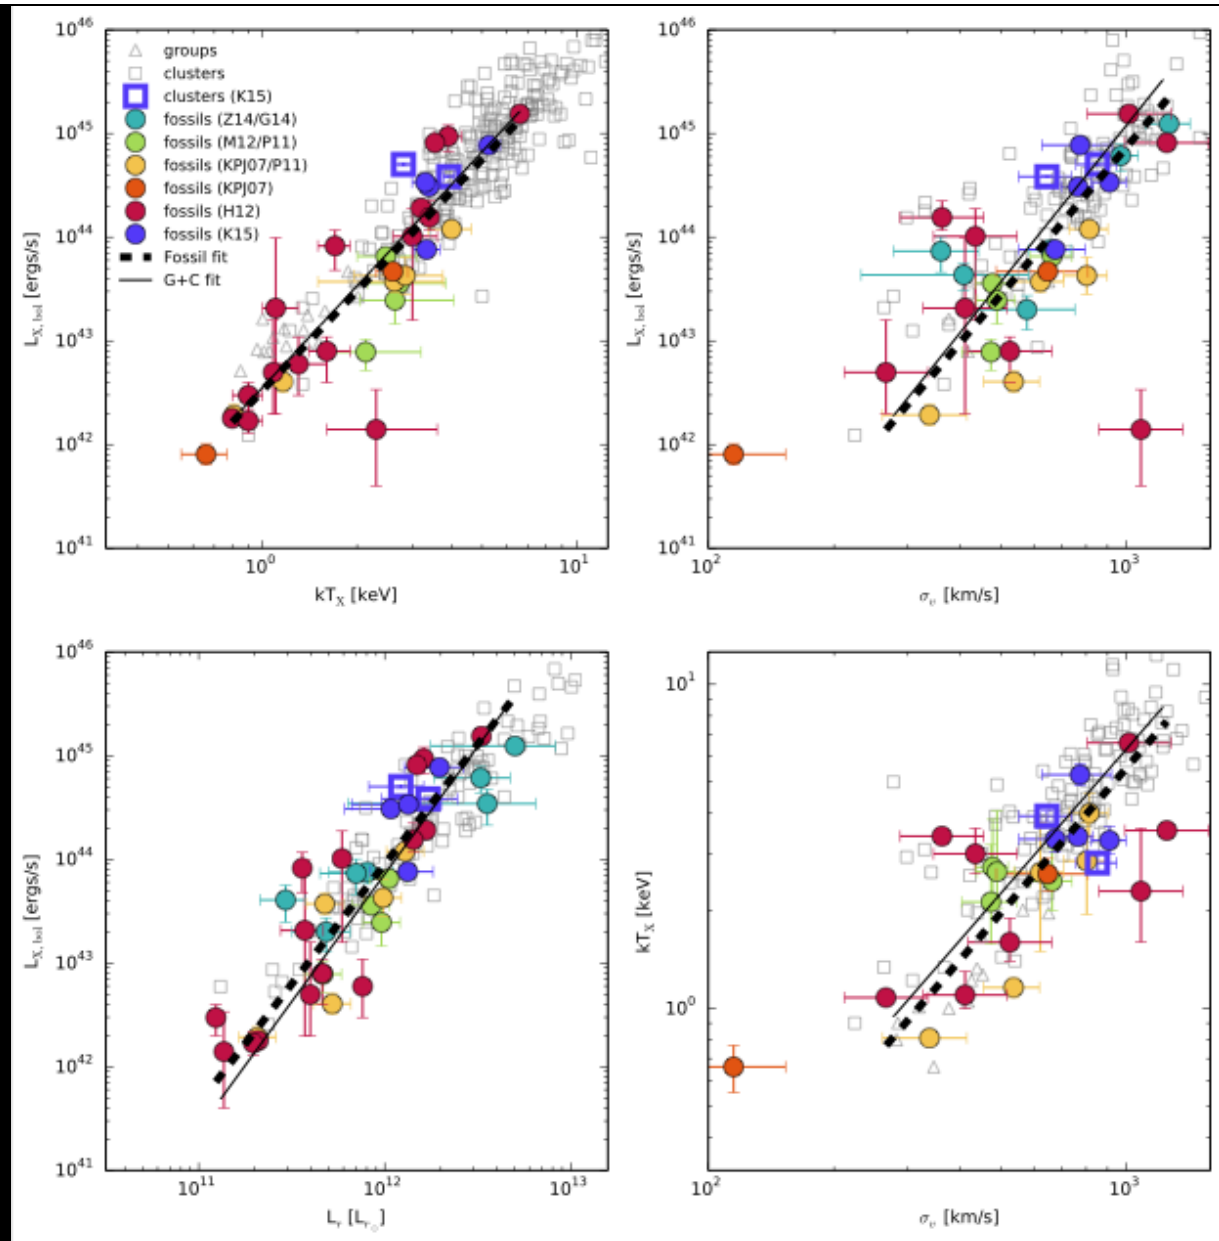 10^46
10^45
10^44
10^43
10^42
10^41
L_X, bol [ergs/s]
groups
clusters
clusters (K15)
fossils (Z14/G14)
fossils (M12/P11)
fossils (KPJ07/P11)
fossils (KPJ07)
fossils (H12)
fossils (K15)
Fossil fit
G+C fit
10^0
10^1
kT_X [keV]
10^46
10^45
10^44
10^43
10^42
10^41
L_X, bol [ergs/s]
10^2
10^3
σ_v [km/s]
10^46
10^45
10^44
10^43
10^42
10^41
L_X, bol [ergs/s]
10^11
10^12
10^13
L_r [L_r_◇]
10^1
10^0
kT_X [keV]
10^2
10^3
σ_v [km/s]